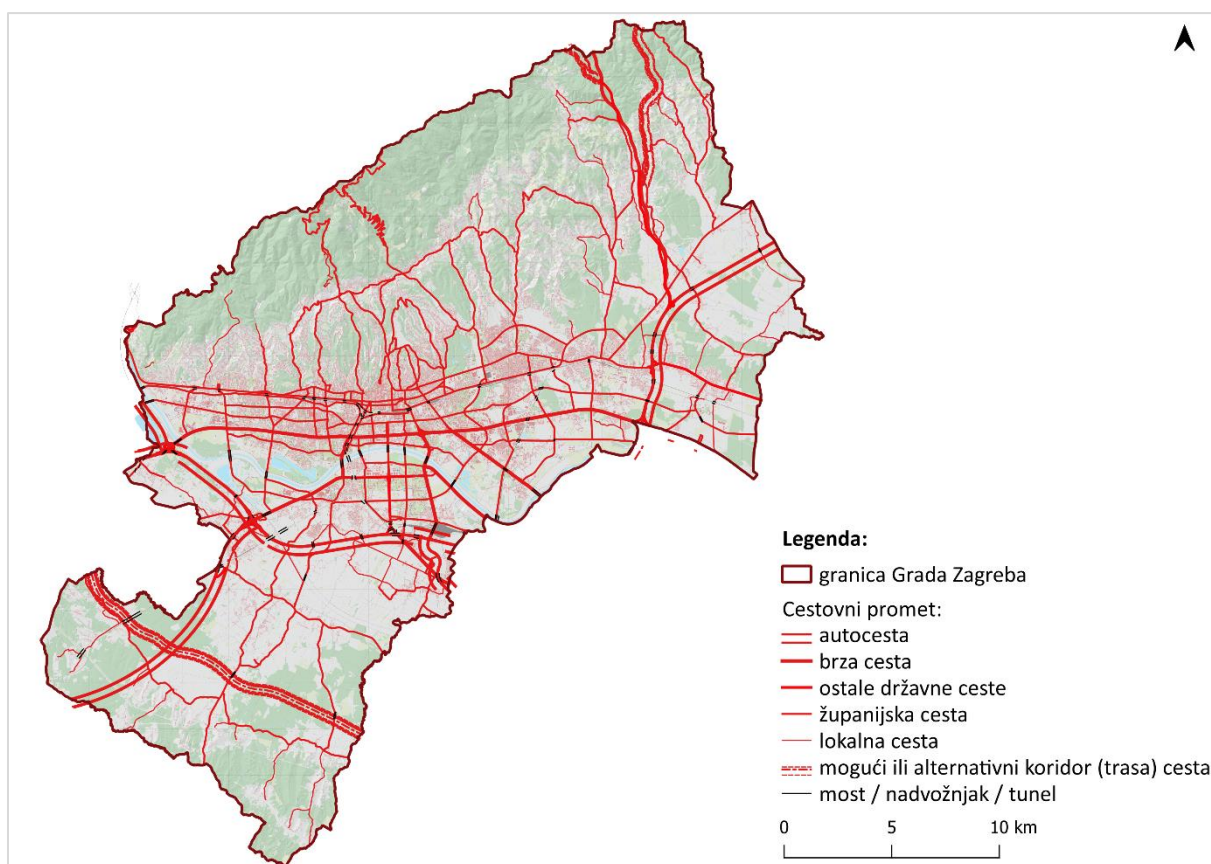 Legenda:
granica Grada Zagreba
Cestovni promet:
autocesta
brza cesta
ostale državne ceste
županijska cesta
lokalna cesta
mogući ili alternativni koridor (trasa) cesta
most / nadvožnjak / tunel
0 5 10 km